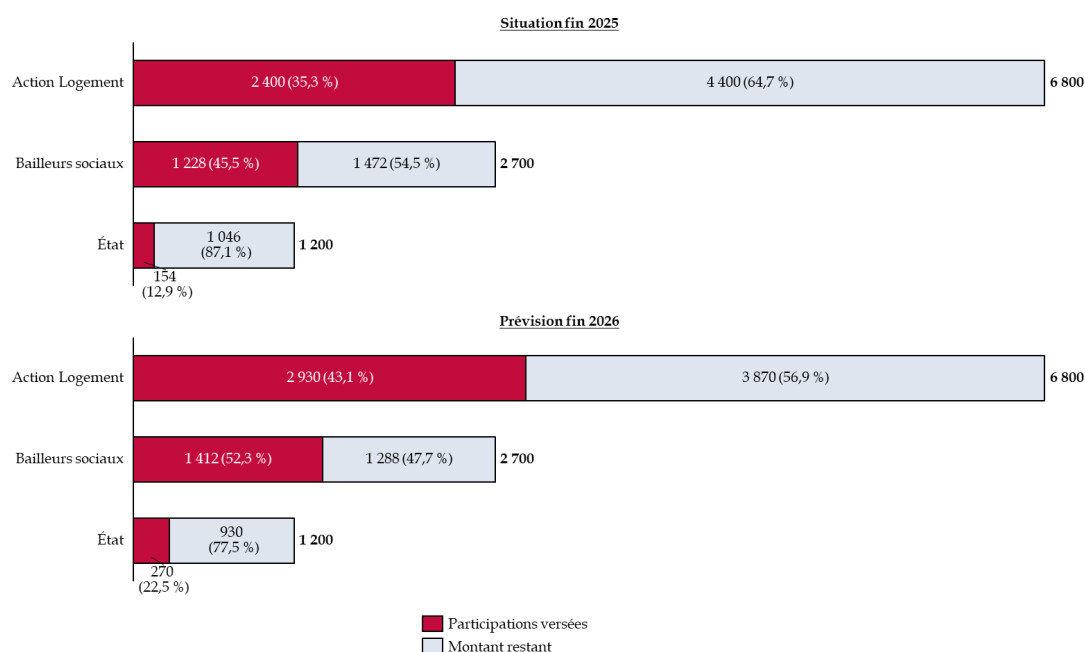 Situation fin 2025
Action Logement
2 400 (35,3 %)
4 400 (64,7 %)
6 800
Bailleurs sociaux
1 228 (45,5 %)
1 472 (54,5 %)
2 700
État
1 046
(87,1 %)
1 200
154
(12,9 %)
Prévision fin 2026
Action Logement
2 930 (43,1 %)
3 870 (56,9 %)
6 800
Bailleurs sociaux
1 412 (52,3 %)
1 288 (47,7 %)
2 700
État
930
(77,5 %)
1 200
270
(22,5 %)
Participations versées
Montant restant